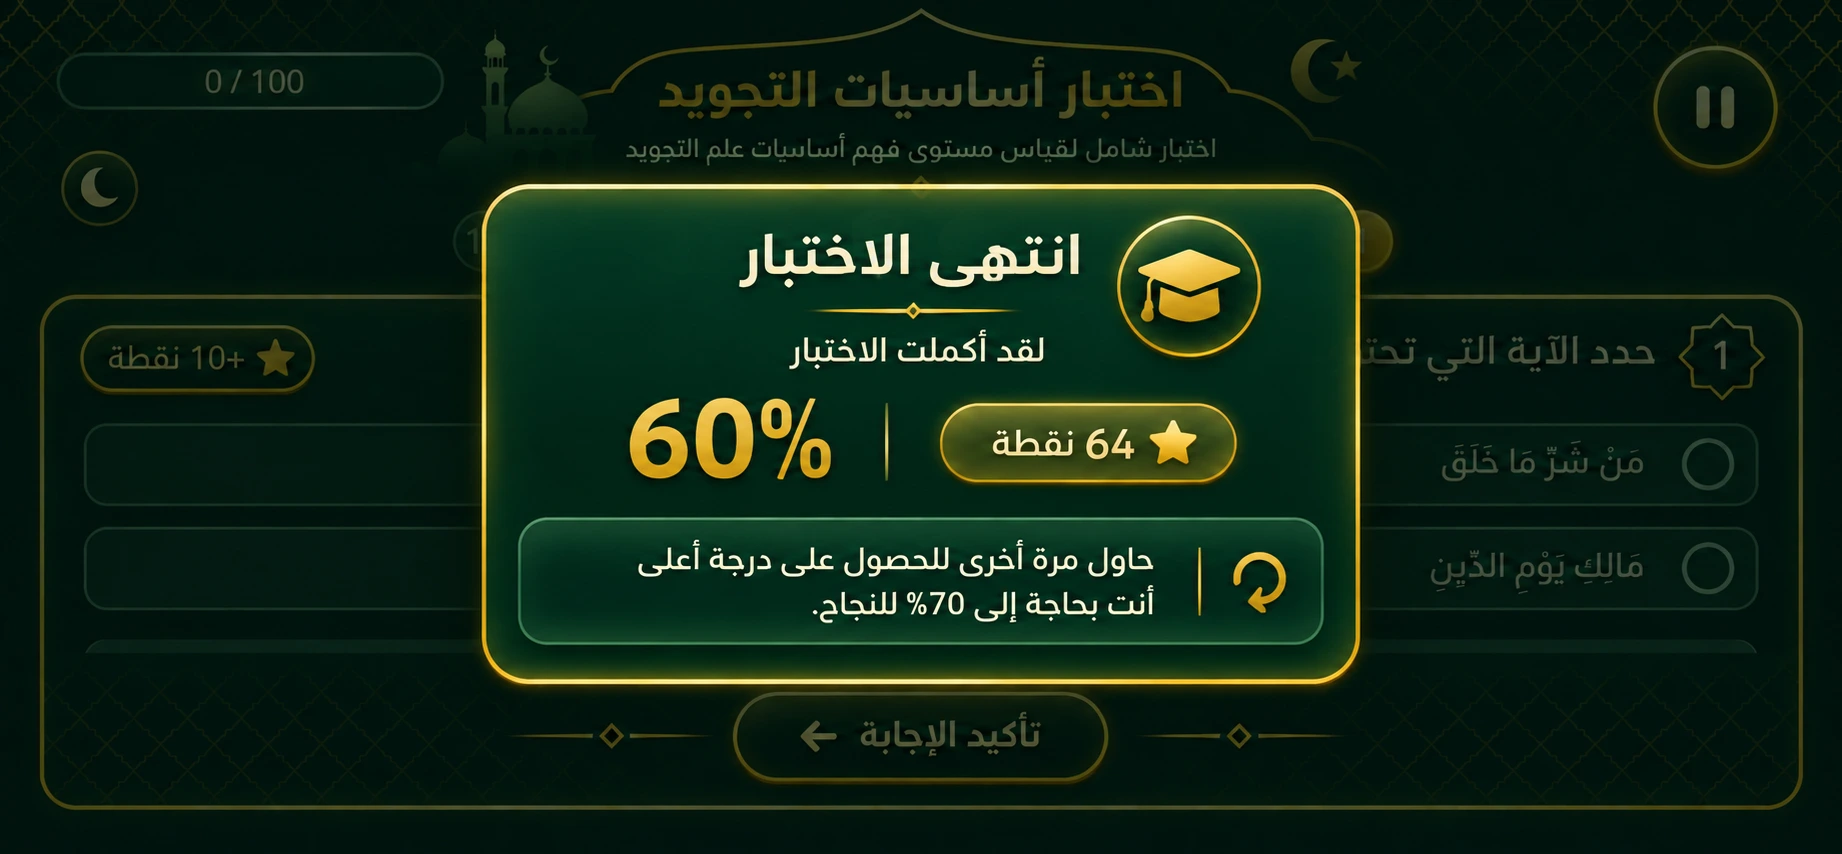 0 / 100
اختبار أساسيات التجويد
اختبار شامل لقياس مستوى فهم أساسيات علم التجويد
انتهى الاختبار
لقد أكملت الاختبار
64 نقطة
60%
حاول مرة أخرى للحصول على درجة أعلى
أنت بحاجة إلى 70% للنجاح.
1
حدد الآية التي
+10 نقطة
مَنْ شَرِّ مَا خَلَقَ
مَالِكِ يَوْمِ الدِّيِنِ
تأكيد الإجابة